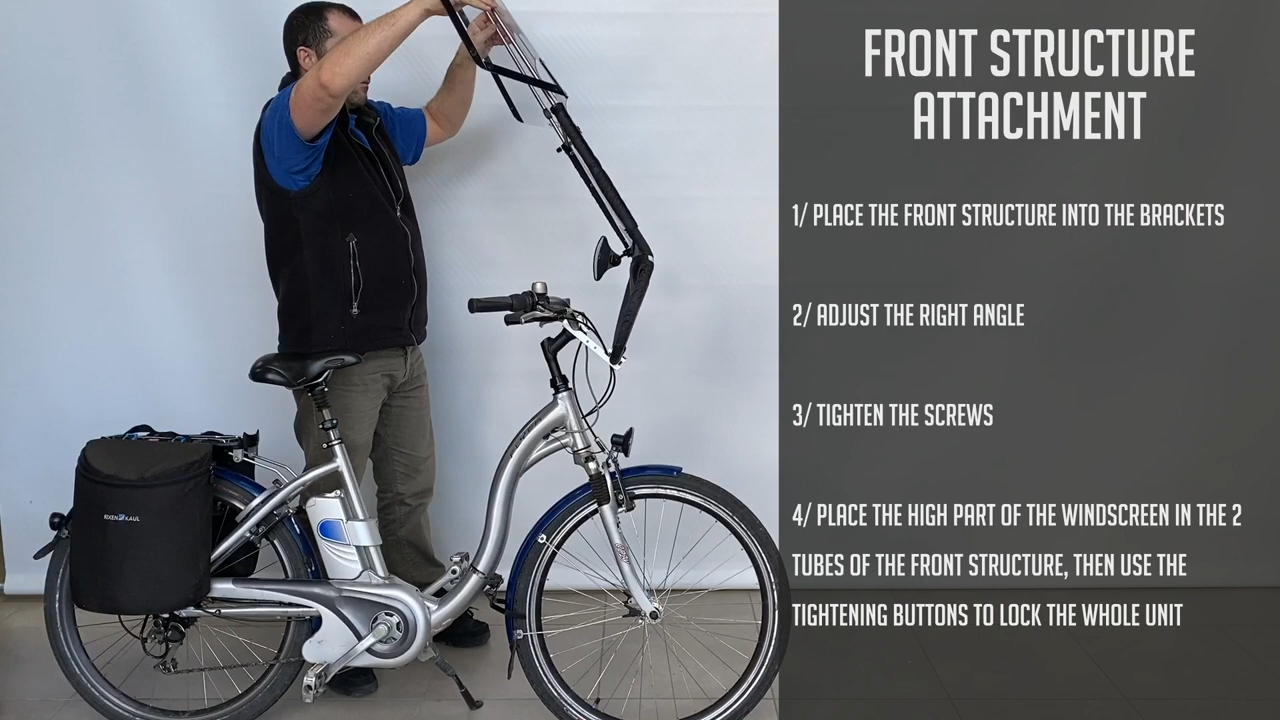 FRONT STRUCTURE
ATTACHMENT
1/ PLACE THE FRONT STRUCTURE INTO THE BRACKETS
2/ ADJUST THE RIGHT ANGLE
3/ TIGHTEN THE SCREWS
4/ PLACE THE HIGH PART OF THE WINDSCREEN IN THE 2
TUBES OF THE FRONT STRUCTURE, THEN USE THE
TIGHTENING BUTTONS TO LOCK THE WHOLE UNIT
RIXEN KAUL